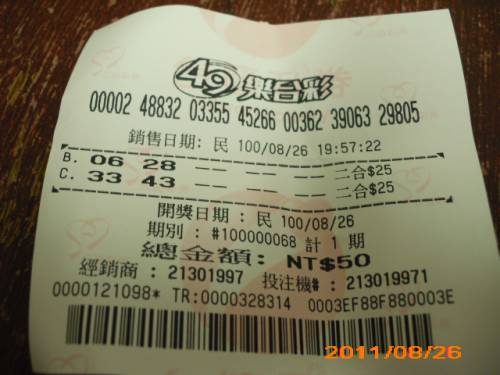 49 樂合彩
00002 48832 03355 45266 00362 39063 29805
銷售日期: 民 100/08/26 19:57:22
B. 06 28 -- -- -- -- 二合$25
C. 33 43 -- -- -- -- 二合$25
開獎日期 : 民 100/08/26
期別 : #100000068 計 1 期
總金額: NT$50
經銷商 : 21301997 投注機# : 213019971
0000121098* TR:0000328314 0003EF88F880003E
2011/08/26